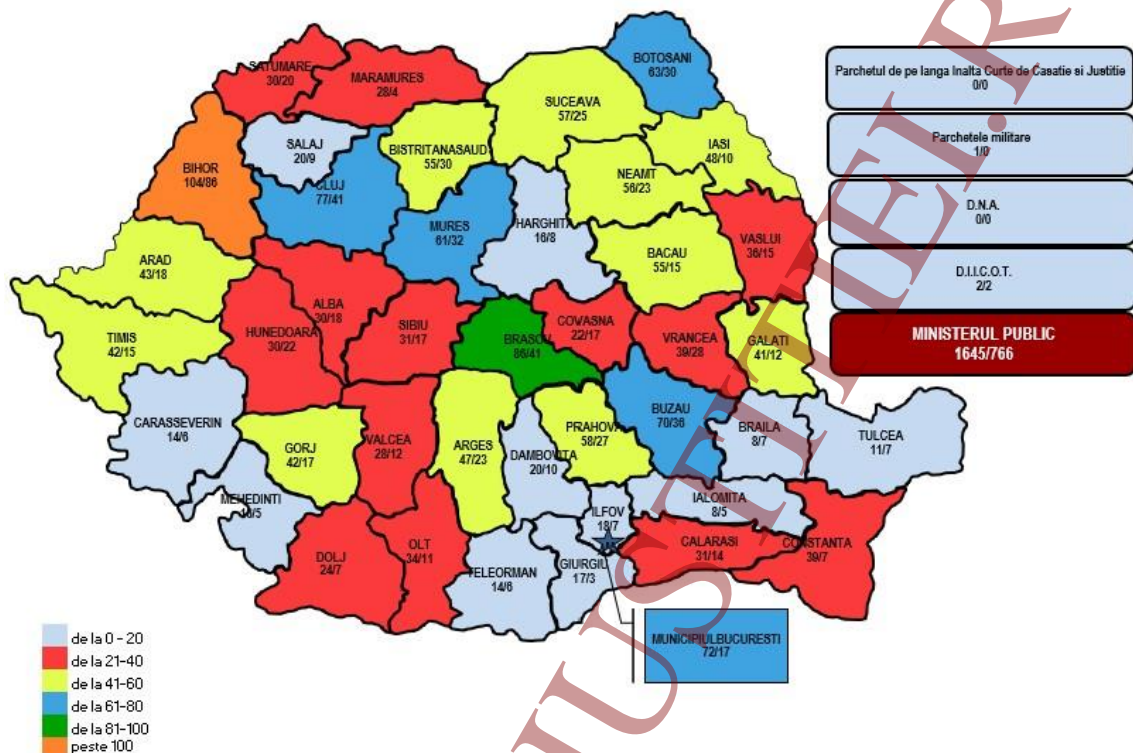 SATUMARE
30/20
MARAMURES
28/4
BOTOSANI
63/30
SUCEAVA
57/25
SALAJ
20/9
BISTRITANASAUD
55/30
IASI
48/10
BIHOR
104/86
CLUJ
77/41
NEAMT
56/23
MURES
61/32
HARGHITA
16/8
BACAU
55/15
VASLUI
36/15
ARAD
43/18
ALBA
30/18
HUNEDOARA
30/22
SIBIU
31/17
BRASOV
86/41
COVASNA
22/17
VRANCEA
39/28
GALATI
41/12
TIMIS
42/15
CARASSEVERIN
14/6
GORJ
42/17
VALCEA
28/12
ARGES
47/23
DAMBOVITA
20/10
PRAHOVA
58/27
BUZAU
70/36
BRAILA
8/7
TULCEA
11/7
MEHEDINTI
/5
ILFOV
18/7
IALOMITA
8/5
DOLJ
24/7
OLT
34/11
TELEORMAN
14/6
GIURGIU
17/3
CALARASI
31/14
CONSTANTA
39/7
MUNICIPIULBUCURESTI
72/17
Parchetul de pe langa Inalta Curte de Casatie si Justitie
0/0
Parchetele militare
1/0
D.N.A.
0/0
D.I.I.C.O.T.
2/2
MINISTERUL PUBLIC
1645/766
de la 0 - 20
de la 21-40
de la 41-60
de la 61-80
de la 81-100
peste 100
JUSTITIEI.R